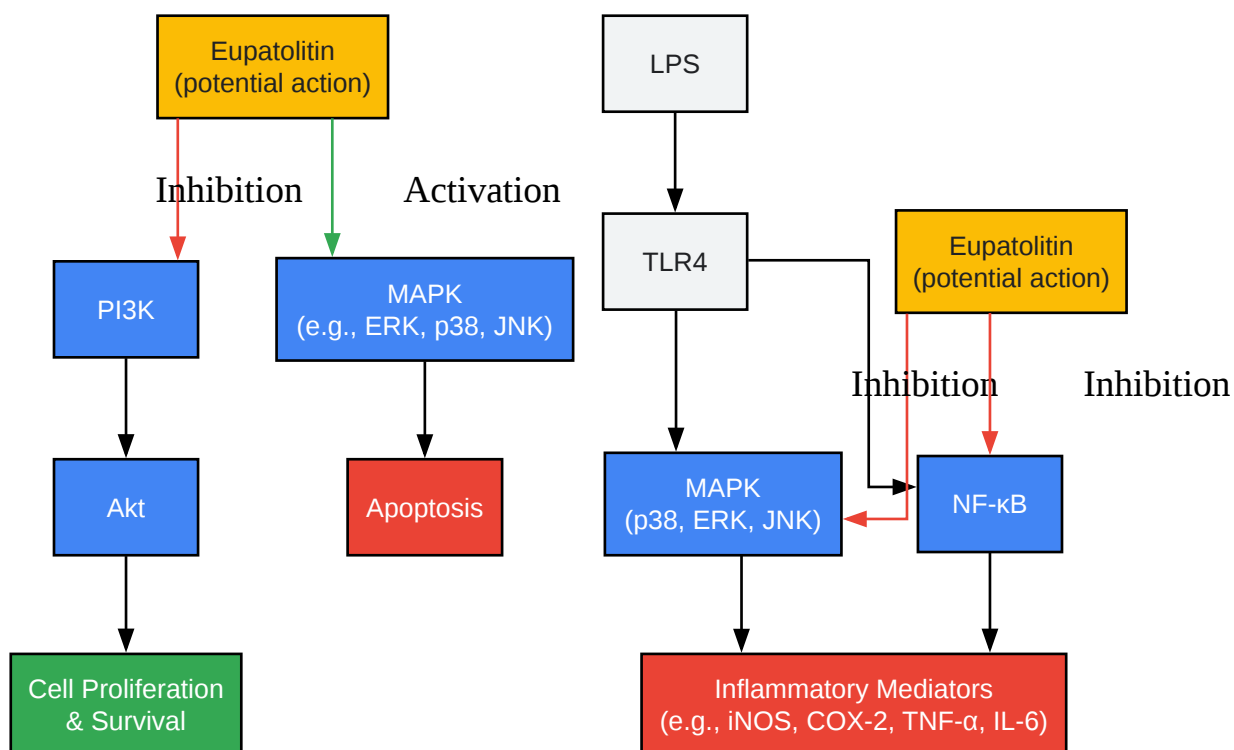 Eupatolitin
(potential action)
LPS
Inhibition
Activation
TLR4
Eupatolitin
(potential action)
PI3K
MAPK
(e.g., ERK, p38, JNK)
Inhibition
Inhibition
Akt
Apoptosis
MAPK
(p38, ERK, JNK)
NF-κB
Cell Proliferation
& Survival
Inflammatory Mediators
(e.g., iNOS, COX-2, TNF-α, IL-6)